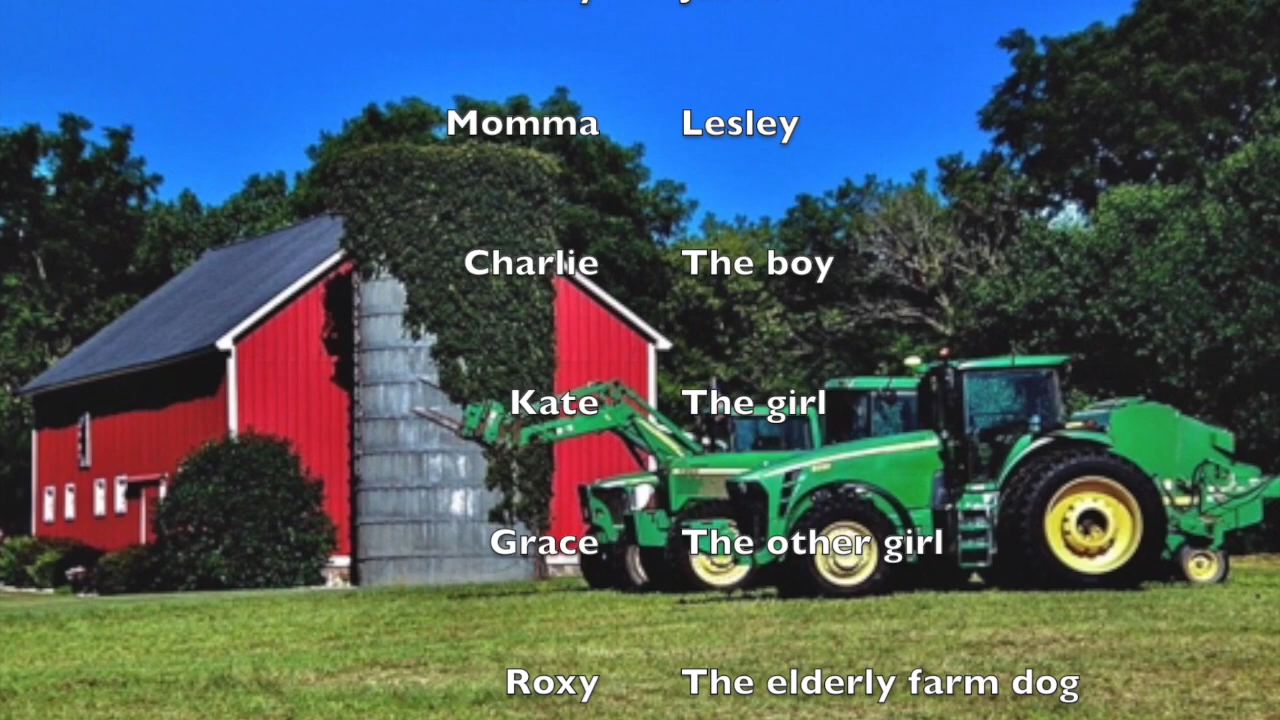 Momma Lesley
Charlie The boy
Kate The girl
Grace The other girl
Roxy The elderly farm dog